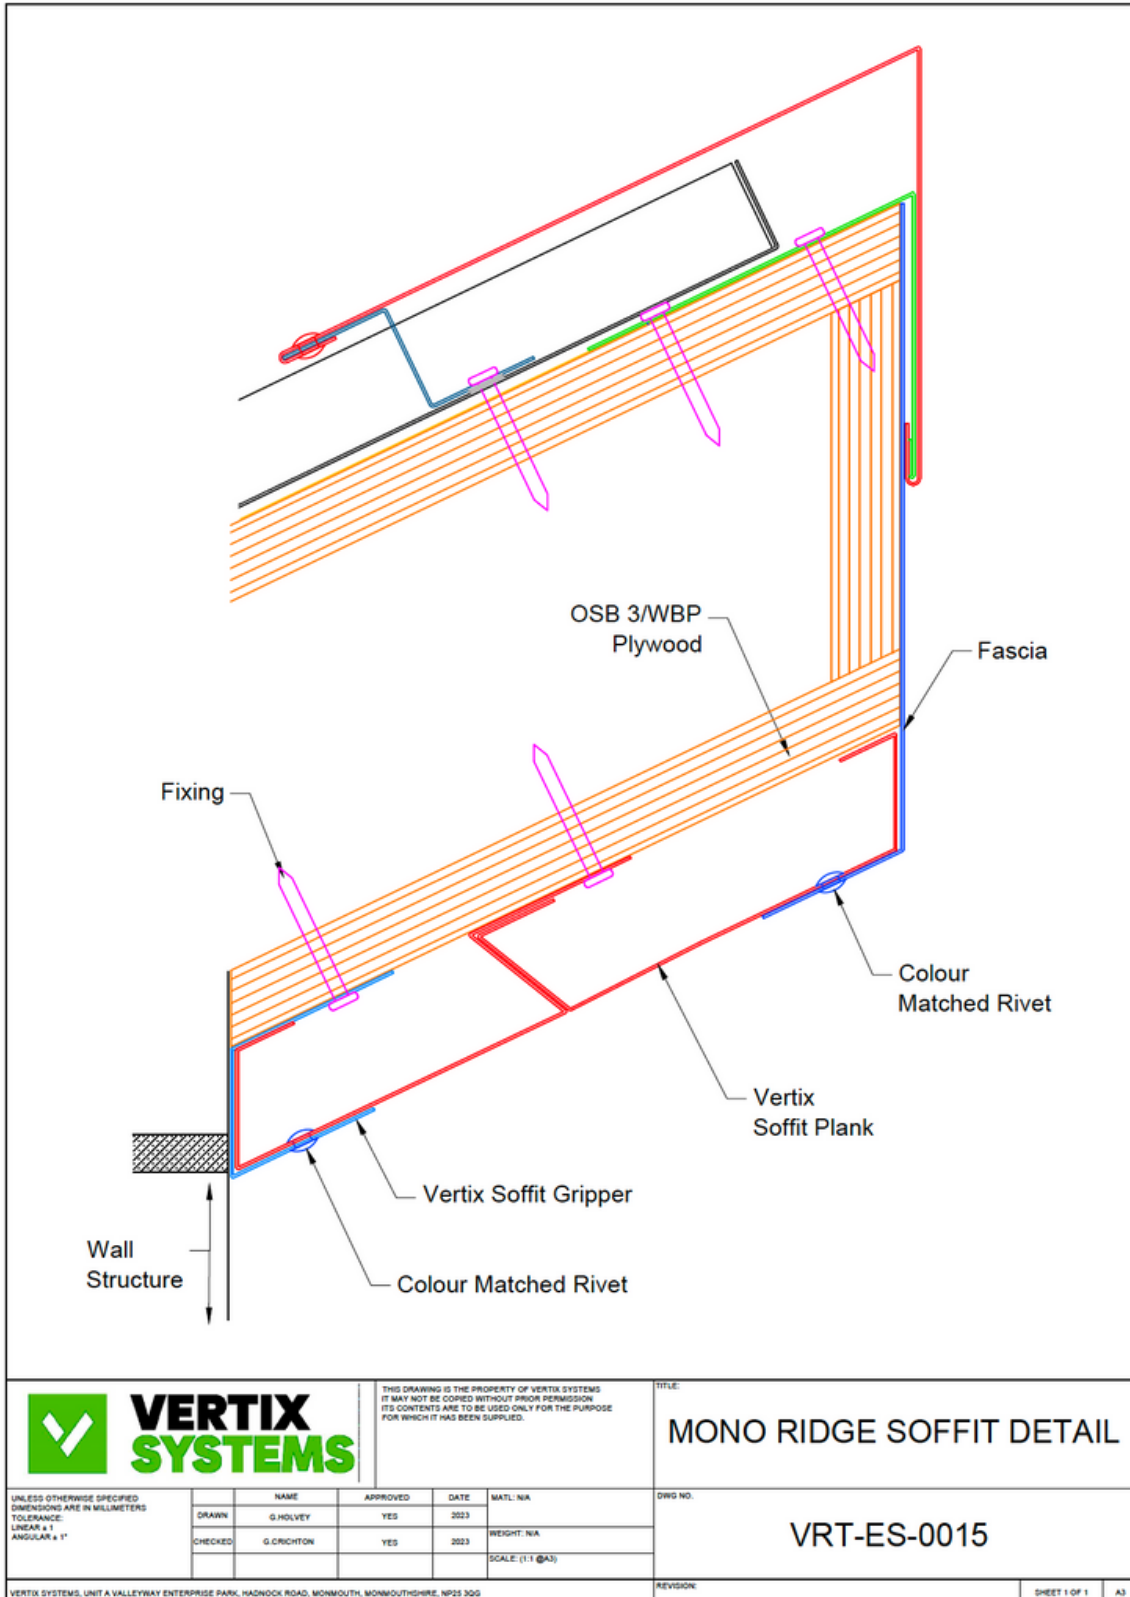 OSB 3/WBP
Plywood
Fascia
Fixing
Colour
Matched Rivet
Vertix
Soffit Plank
Vertix Soffit Gripper
Wall
Structure
Colour Matched Rivet
VERTIX
SYSTEMS
THIS DRAWING IS THE PROPERTY OF VERTIX SYSTEMS
IT MAY NOT BE COPIED WITHOUT PRIOR PERMISSION
ITS CONTENTS ARE TO BE USED ONLY FOR THE PURPOSE
FOR WHICH IT HAS BEEN SUPPLIED.
TITLE:
MONO RIDGE SOFFIT DETAIL
UNLESS OTHERWISE SPECIFIED
DIMENSIONS ARE IN MILLIMETERS
TOLERANCE:
LINEAR ± 1
ANGULAR ± 1°
NAME APPROVED DATE
DRAWN G.HOLVEY YES 2023
CHECKED G.CRICHTON YES 2023
MATL: N/A
WEIGHT: N/A
SCALE: (1:1 @A3)
DWG NO.
VRT-ES-0015
VERTIX SYSTEMS, UNIT A VALLEYWAY ENTERPRISE PARK, HADNOCK ROAD, MONMOUTH, MONMOUTHSHIRE, NP25 3QG
REVISION:
SHEET 1 OF 1
A3